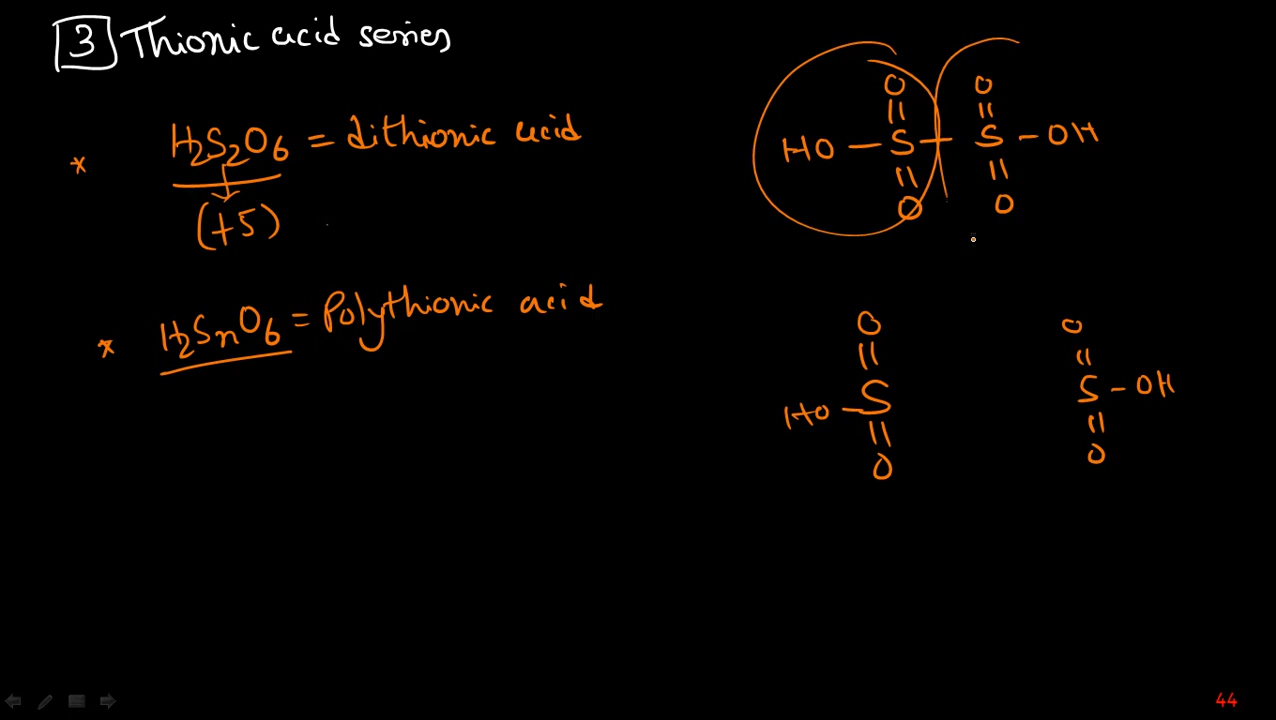 3 Thionic acid series
H2S2O6 = dithionic acid
(+5)
* H2SnO6 = Polythionic acid
O O
|| ||
HO – S – S – OH
|| ||
O O
O O
|| ||
HO – S S – OH
|| ||
O O
44